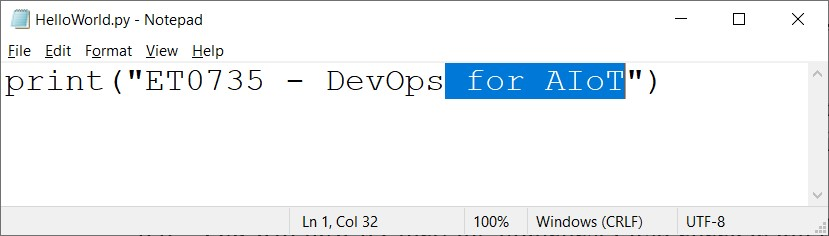 HelloWorld.py - Notepad
File Edit Format View Help
print("ET0735 - DevOps for AIoT")
Ln 1, Col 32 100% Windows (CRLF) UTF-8